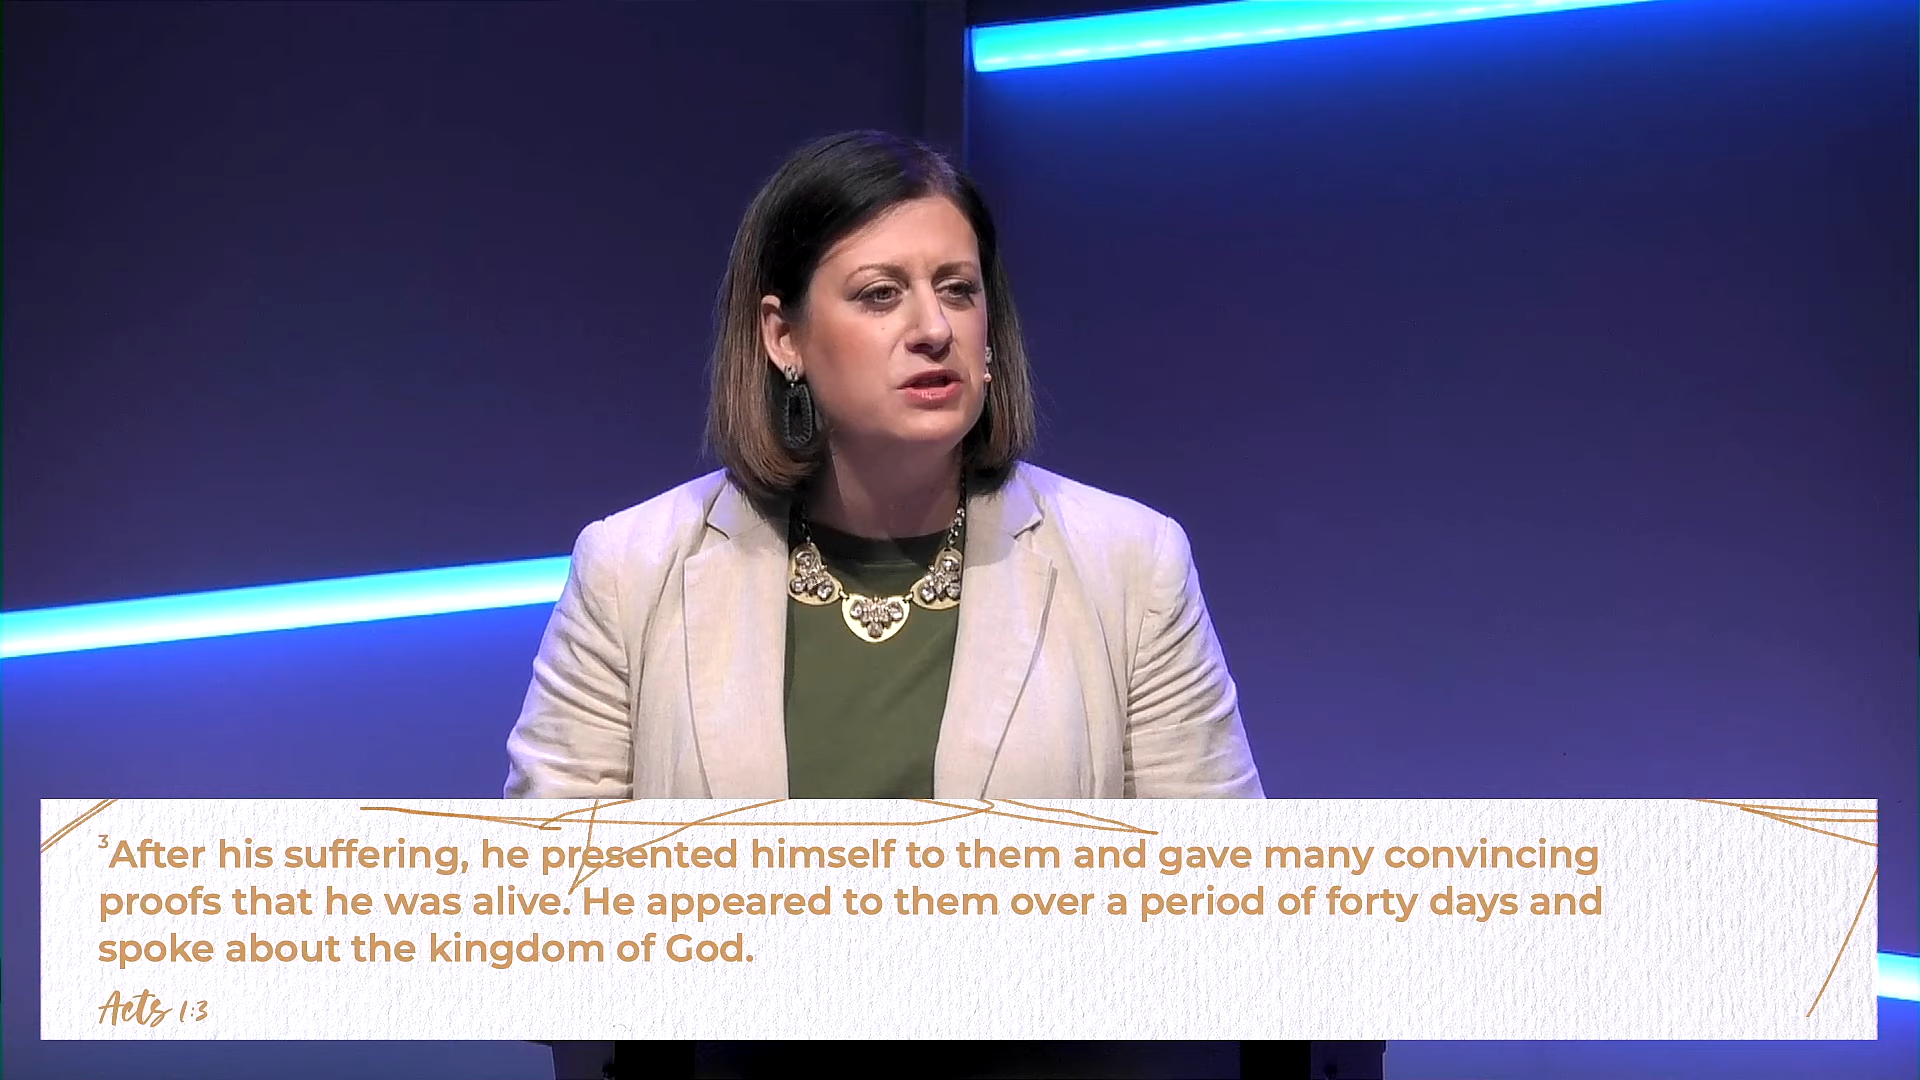 ³After his suffering, he presented himself to them and gave many convincing
proofs that he was alive. He appeared to them over a period of forty days and
spoke about the kingdom of God.
Acts 1:3